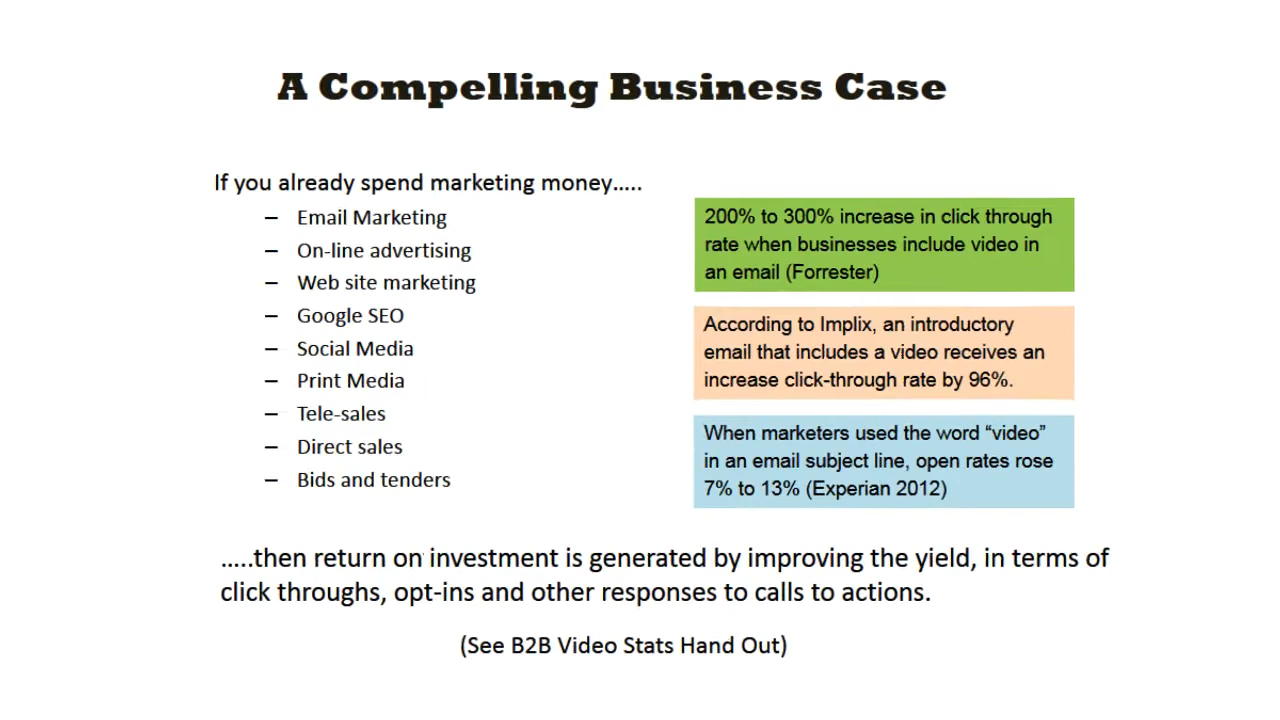 A Compelling Business Case
If you already spend marketing money…..
– Email Marketing
– On-line advertising
– Web site marketing
– Google SEO
– Social Media
– Print Media
– Tele-sales
– Direct sales
– Bids and tenders
200% to 300% increase in click through
rate when businesses include video in
an email (Forrester)
According to Implix, an introductory
email that includes a video receives an
increase click-through rate by 96%.
When marketers used the word “video”
in an email subject line, open rates rose
7% to 13% (Experian 2012)
…..then return on investment is generated by improving the yield, in terms of
click throughs, opt-ins and other responses to calls to actions.
(See B2B Video Stats Hand Out)